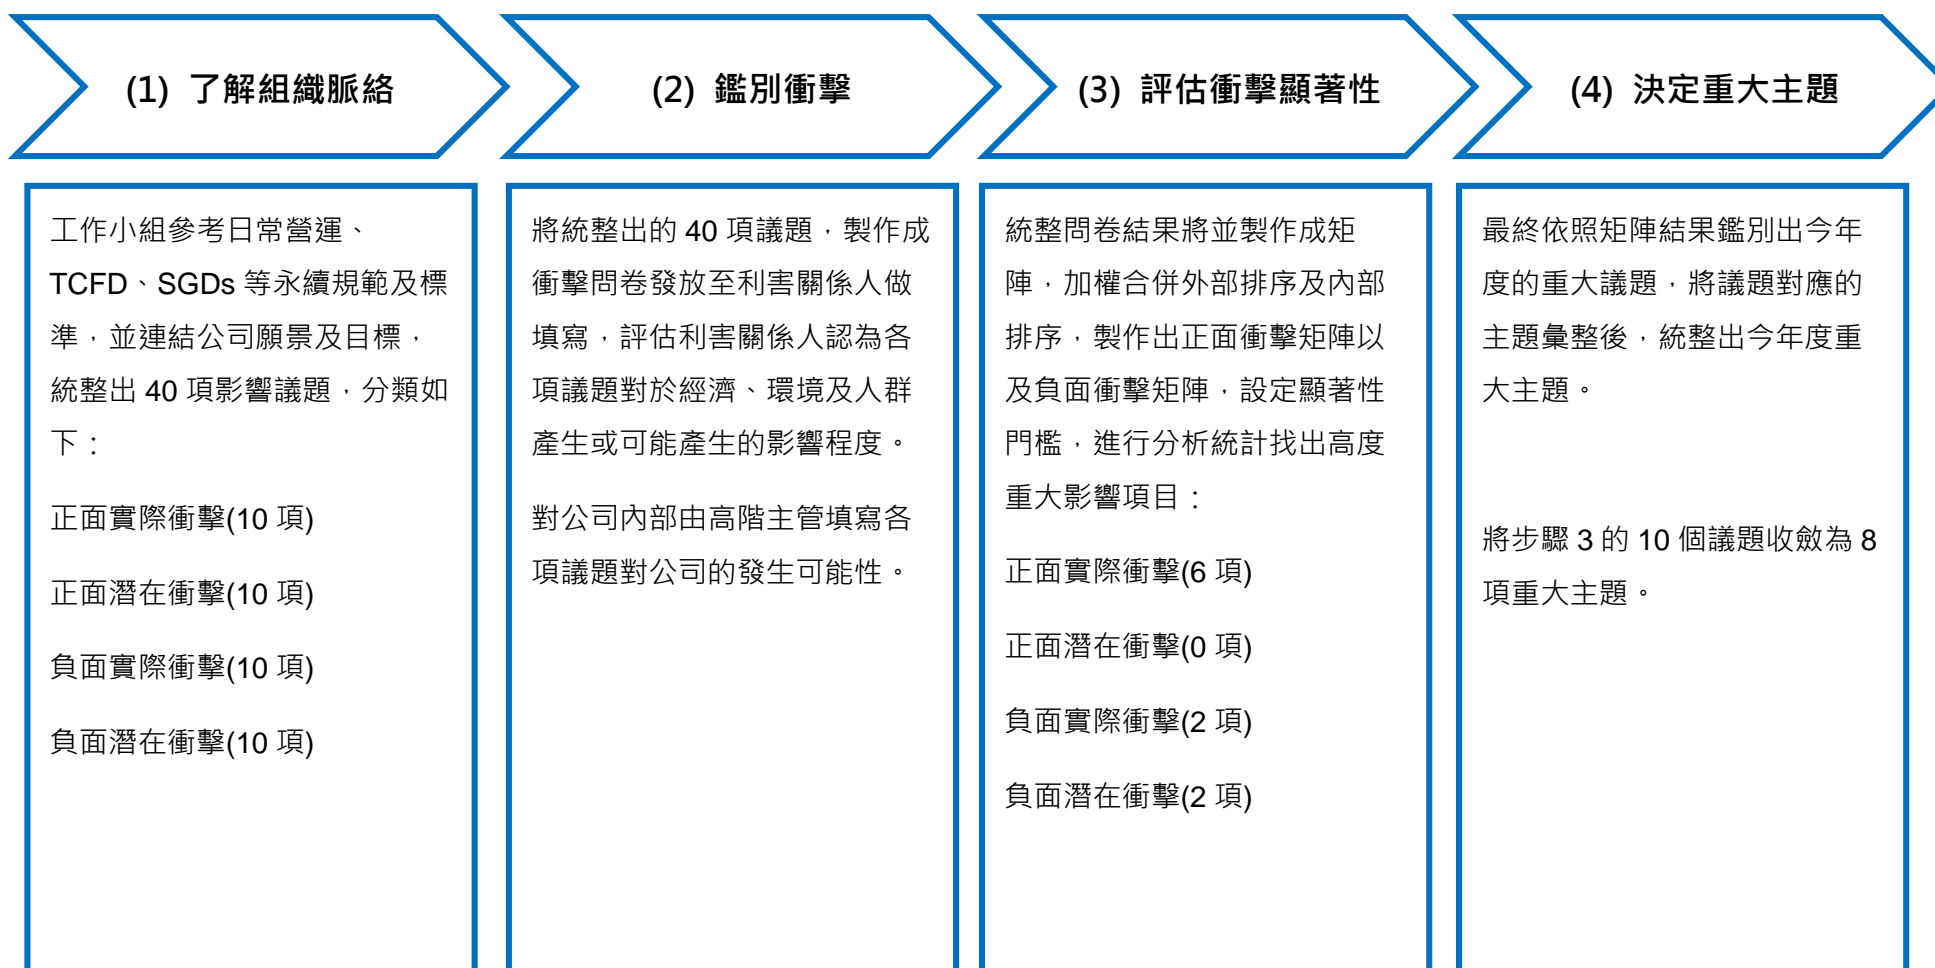 (1) 了解組織脈絡
(2) 鑑別衝擊
(3) 評估衝擊顯著性
(4) 決定重大主題
工作小組參考日常營運、
TCFD、SGDs 等永續規範及標
準，並連結公司願景及目標，
統整出 40 項影響議題，分類如
下：
正面實際衝擊(10 項)
正面潛在衝擊(10 項)
負面實際衝擊(10 項)
負面潛在衝擊(10 項)
將統整出的 40 項議題，製作成
衝擊問卷發放至利害關係人做
填寫，評估利害關係人認為各
項議題對於經濟、環境及人群
產生或可能產生的影響程度。
對公司內部由高階主管填寫各
項議題對公司的發生可能性。
統整問卷結果將並製作成矩
陣，加權合併外部排序及內部
排序，製作出正面衝擊矩陣以
及負面衝擊矩陣，設定顯著性
門檻，進行分析統計找出高度
重大影響項目：
正面實際衝擊(6 項)
正面潛在衝擊(0 項)
負面實際衝擊(2 項)
負面潛在衝擊(2 項)
最終依照矩陣結果鑑別出今年
度的重大議題，將議題對應的
主題彙整後，統整出今年度重
大主題。
將步驟 3 的 10 個議題收斂為 8
項重大主題。